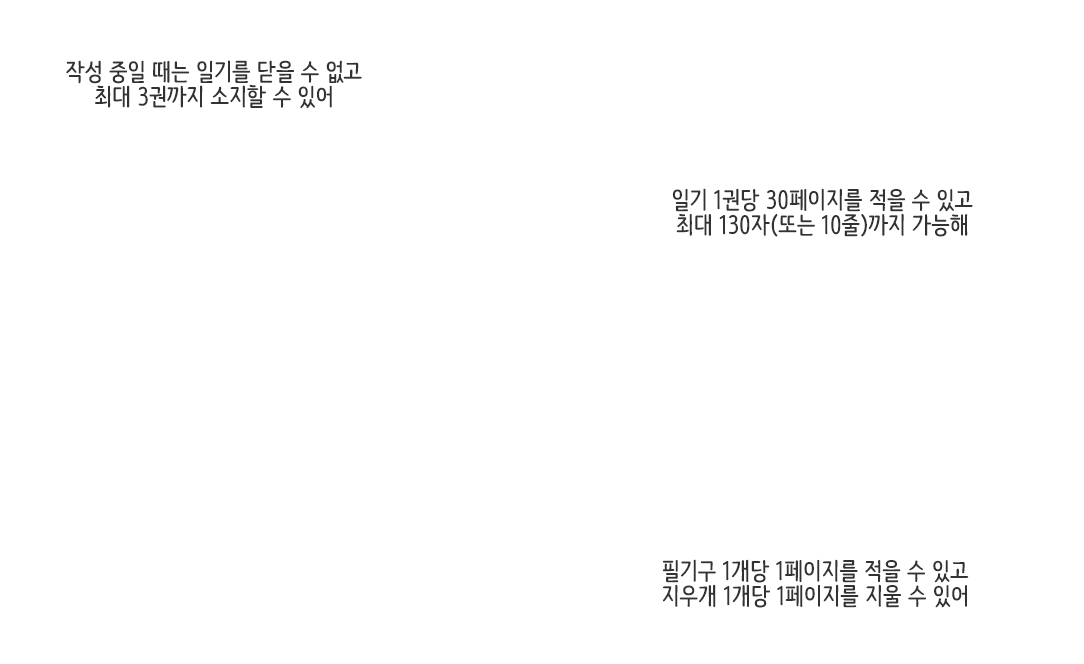 작성 중일 때는 일기를 닫을 수 없고
최대 3권까지 소지할 수 있어
일기 1권당 30페이지를 적을 수 있고
최대 130자(또는 10줄)까지 가능해
필기구 1개당 1페이지를 적을 수 있고
지우개 1개당 1페이지를 지울 수 있어